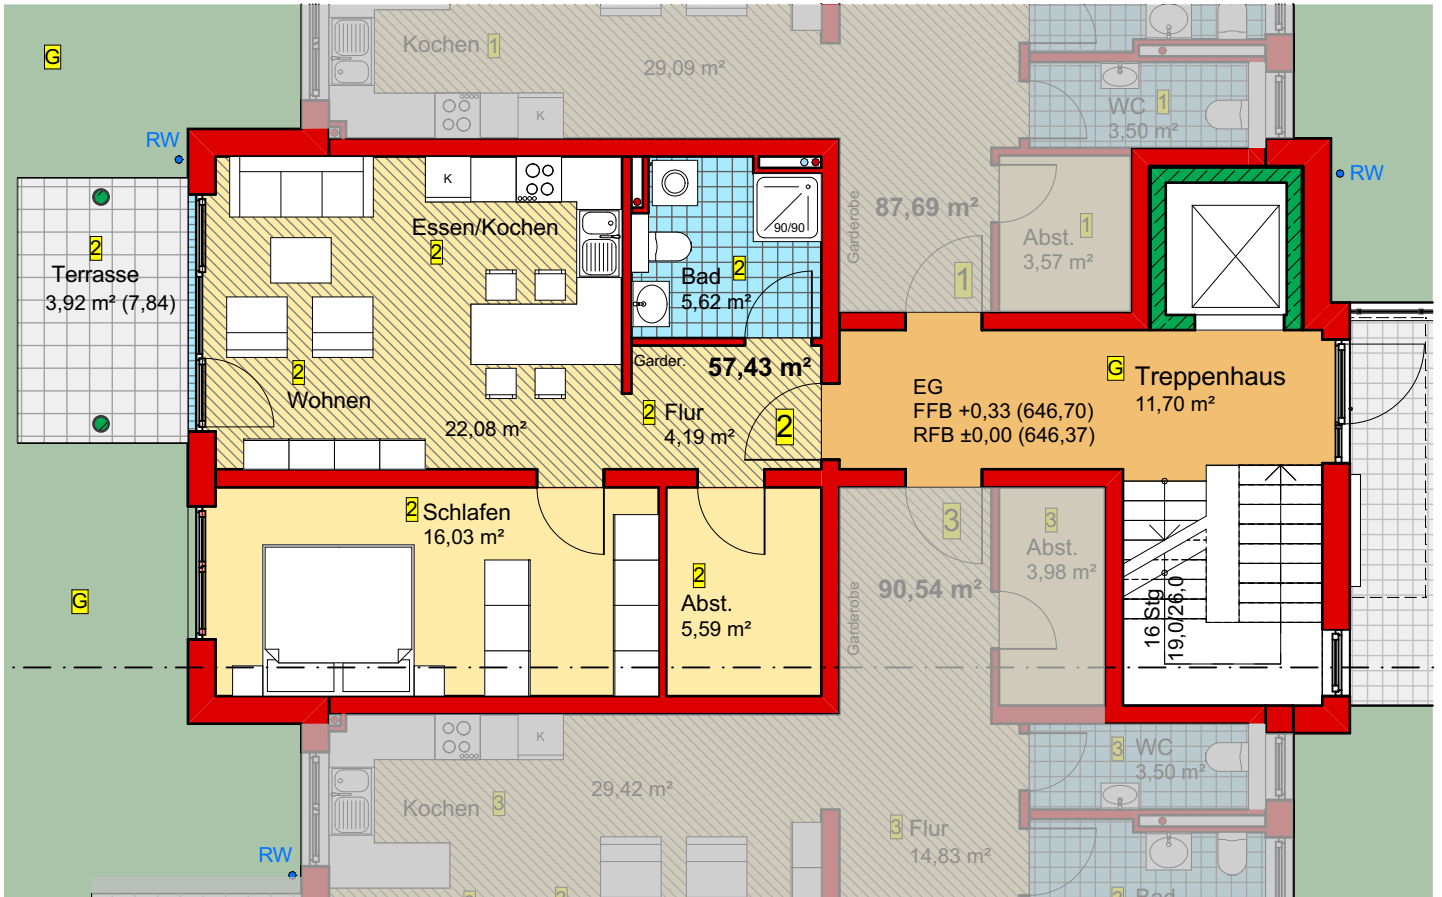 Kochen 1
29,09 m²
K
G
WC 1
3,50 m²
RW
RW
K
Essen/Kochen
2
90/90
Garderobe
87,69 m²
Abst. 1
3,57 m²
1
2
Terrasse
3,92 m² (7,84)
Bad 2
5,62 m²
Garder.
57,43 m²
2
Wohnen
22,08 m²
2 Flur
4,19 m²
2
EG
FFB +0,33 (646,70)
RFB ±0,00 (646,37)
G Treppenhaus
11,70 m²
2 Schlafen
16,03 m²
2
Abst.
5,59 m²
G
Garderobe
90,54 m²
3
3
Abst.
3,98 m²
16 Stg
19,0/26,0
K
Kochen 3
29,42 m²
3 WC
3,50 m²
3 Flur
14,83 m²
RW
Bad